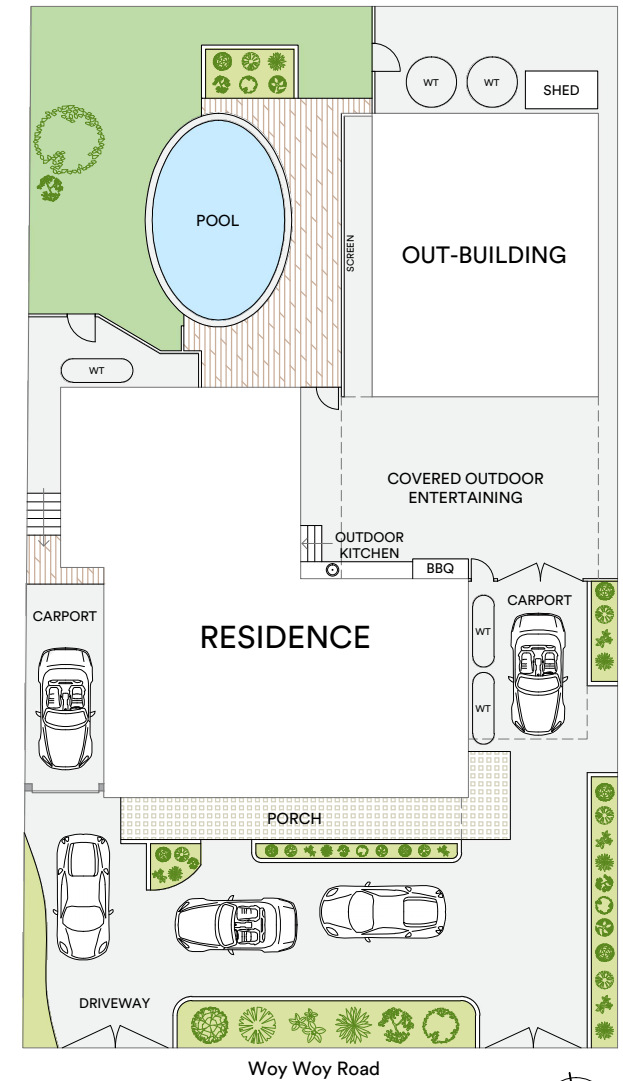 WT
WT
SHED
POOL
SCREEN
OUT-BUILDING
WT
COVERED OUTDOOR
ENTERTAINING
OUTDOOR
KITCHEN
BBQ
CARPORT
CARPORT
WT
RESIDENCE
WT
PORCH
DRIVEWAY
Woy Woy Road